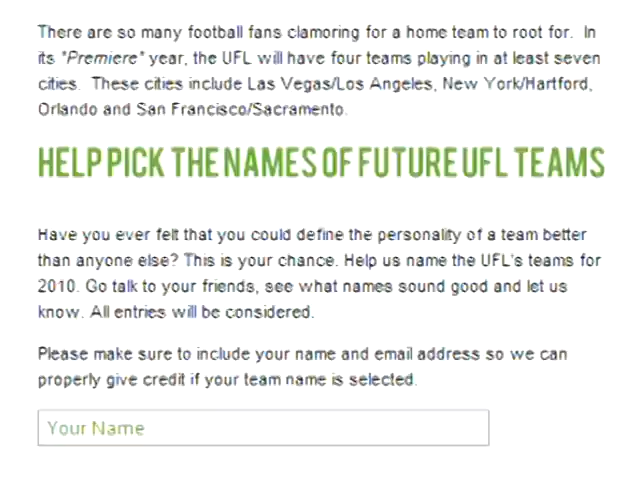 There are so many football fans clamoring for a home team to root for. In
its "Premiere" year, the UFL will have four teams playing in at least seven
cities. These cities include Las Vegas/Los Angeles, New York/Hartford,
Orlando and San Francisco/Sacramento.
HELP PICK THE NAMES OF FUTURE UFL TEAMS
Have you ever felt that you could define the personality of a team better
than anyone else? This is your chance. Help us name the UFL's teams for
2010. Go talk to your friends, see what names sound good and let us
know. All entries will be considered.
Please make sure to include your name and email address so we can
properly give credit if your team name is selected.
Your Name